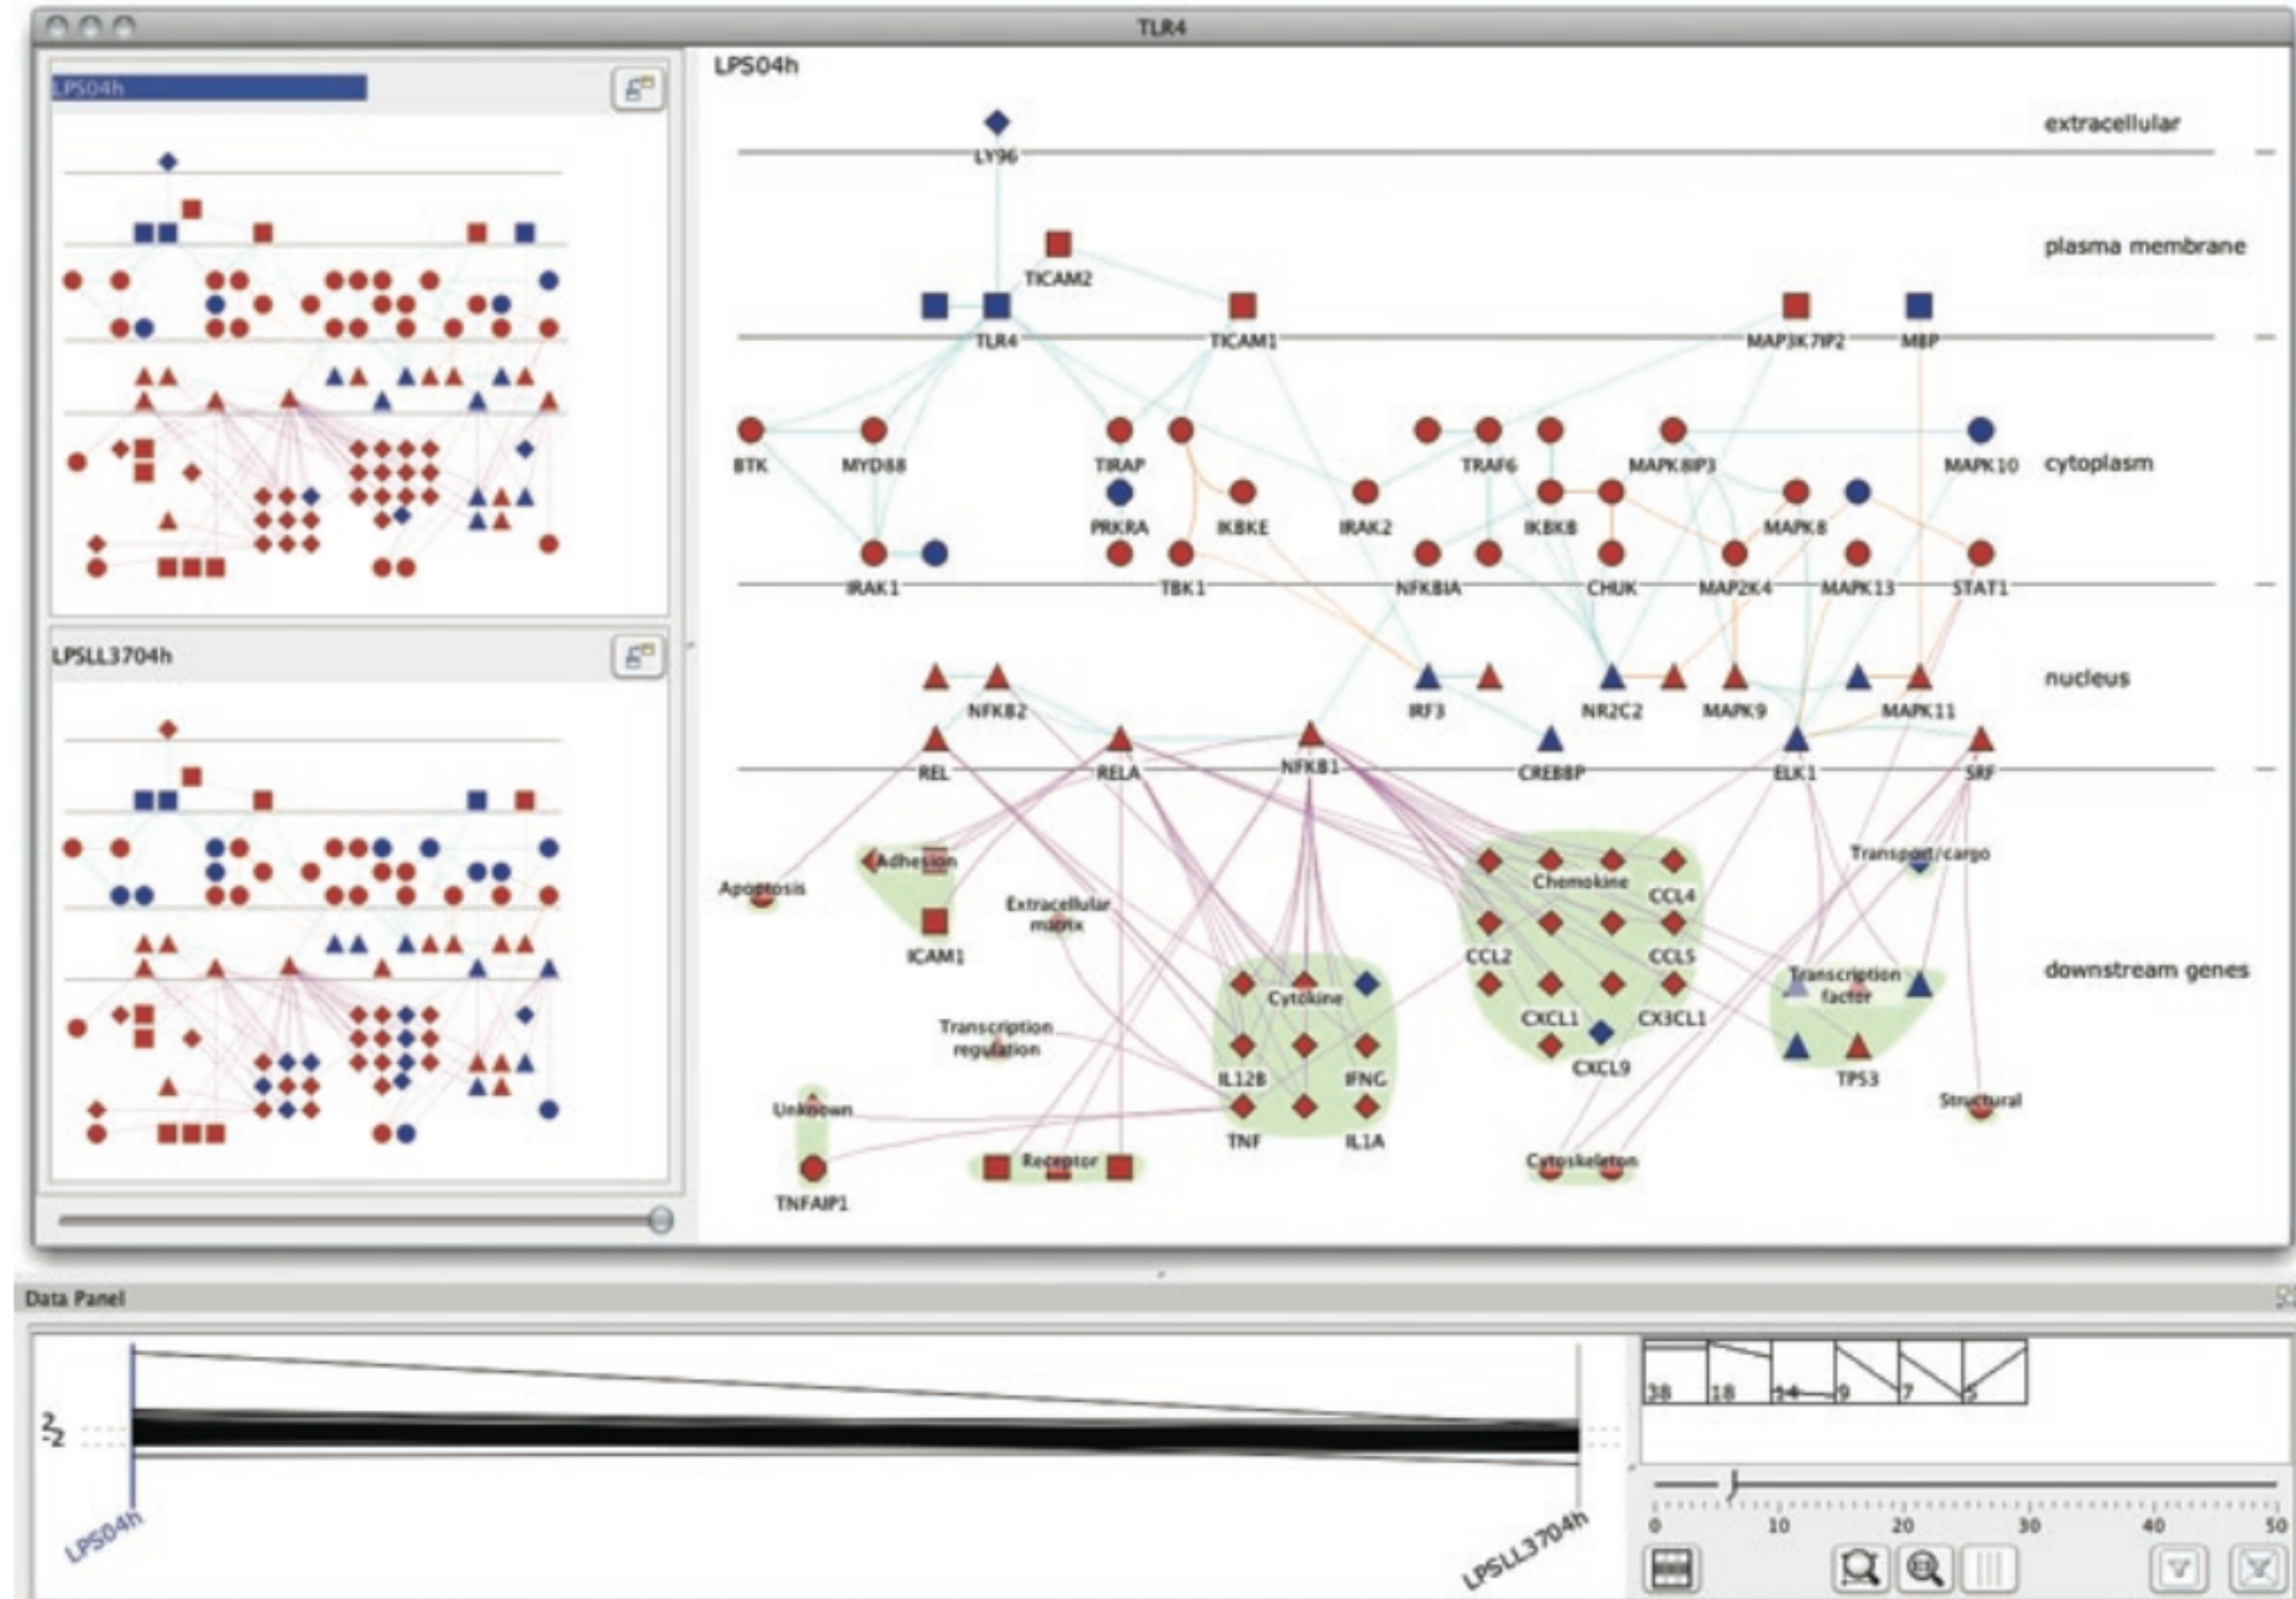 TLR4
LPS04h
LPSLL3704h
LPS04h
extracellular
LY96
plasma membrane
TICAM2
TLR4
TICAM1
MAP3K7IP2
MBP
BTK
MYD88
TIRAP
TRAF6
MAPK8IP3
MAPK10
cytoplasm
PRKRA
IKBKE
IRAK2
IKBKB
MAPK8
IRAK1
TBK1
NFKBIA
CHUK
MAP2K4
MAPK13
STAT1
nucleus
NFKB2
IRF3
NR2C2
MAPK9
MAPK11
REL
RELA
NFKB1
CREBBP
ELK1
SRF
Apoptosis
Adhesion
Extracellular
matrix
ICAM1
Chemokine
CCL4
Transport/cargo
CCL2
CCL5
downstream genes
Cytokine
Transcription
factor
CXCL1
CX3CL1
Transcription
regulation
IL12B
IFNG
CXCL9
TP53
Unknown
TNF
IL1A
Structural
Receptor
Cytoskeleton
TNFAIP1
Data Panel
2
-2
LPS04h
LPSLL3704h
38 18 14 9 7 5
0 10 20 30 40 50